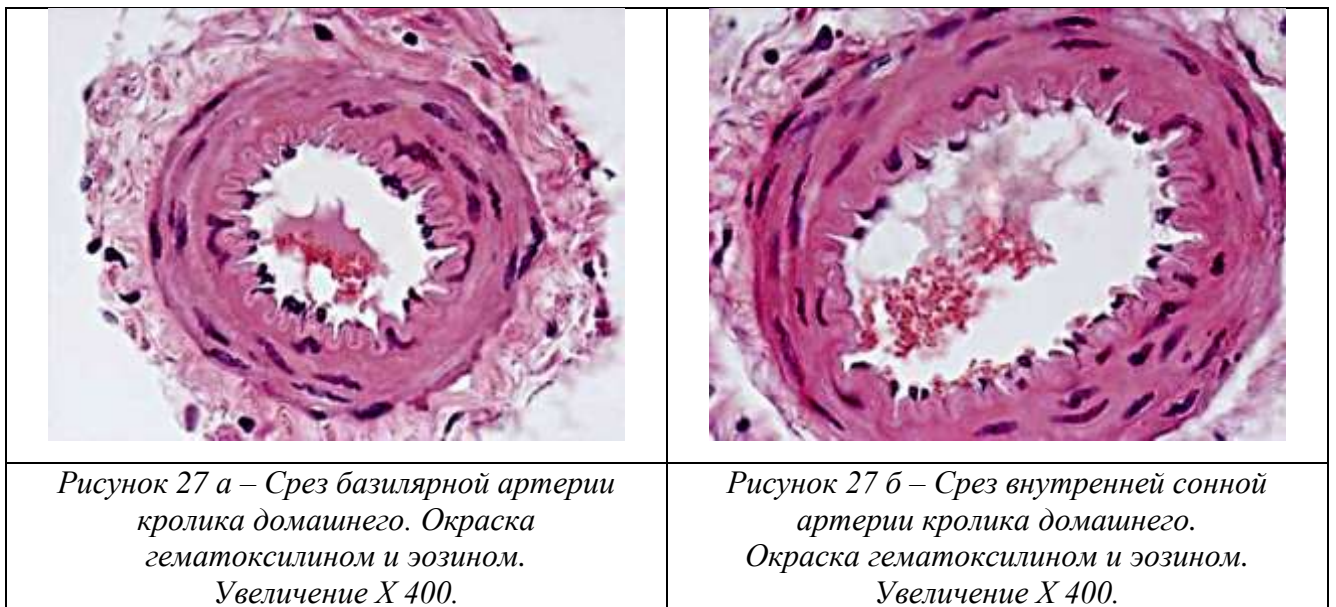 Рисунок 27 а – Срез базилярной артерии
кролика домашнего. Окраска
гематоксилином и эозином.
Увеличение X 400.
Рисунок 27 б – Срез внутренней сонной
артерии кролика домашнего.
Окраска гематоксилином и эозином.
Увеличение X 400.